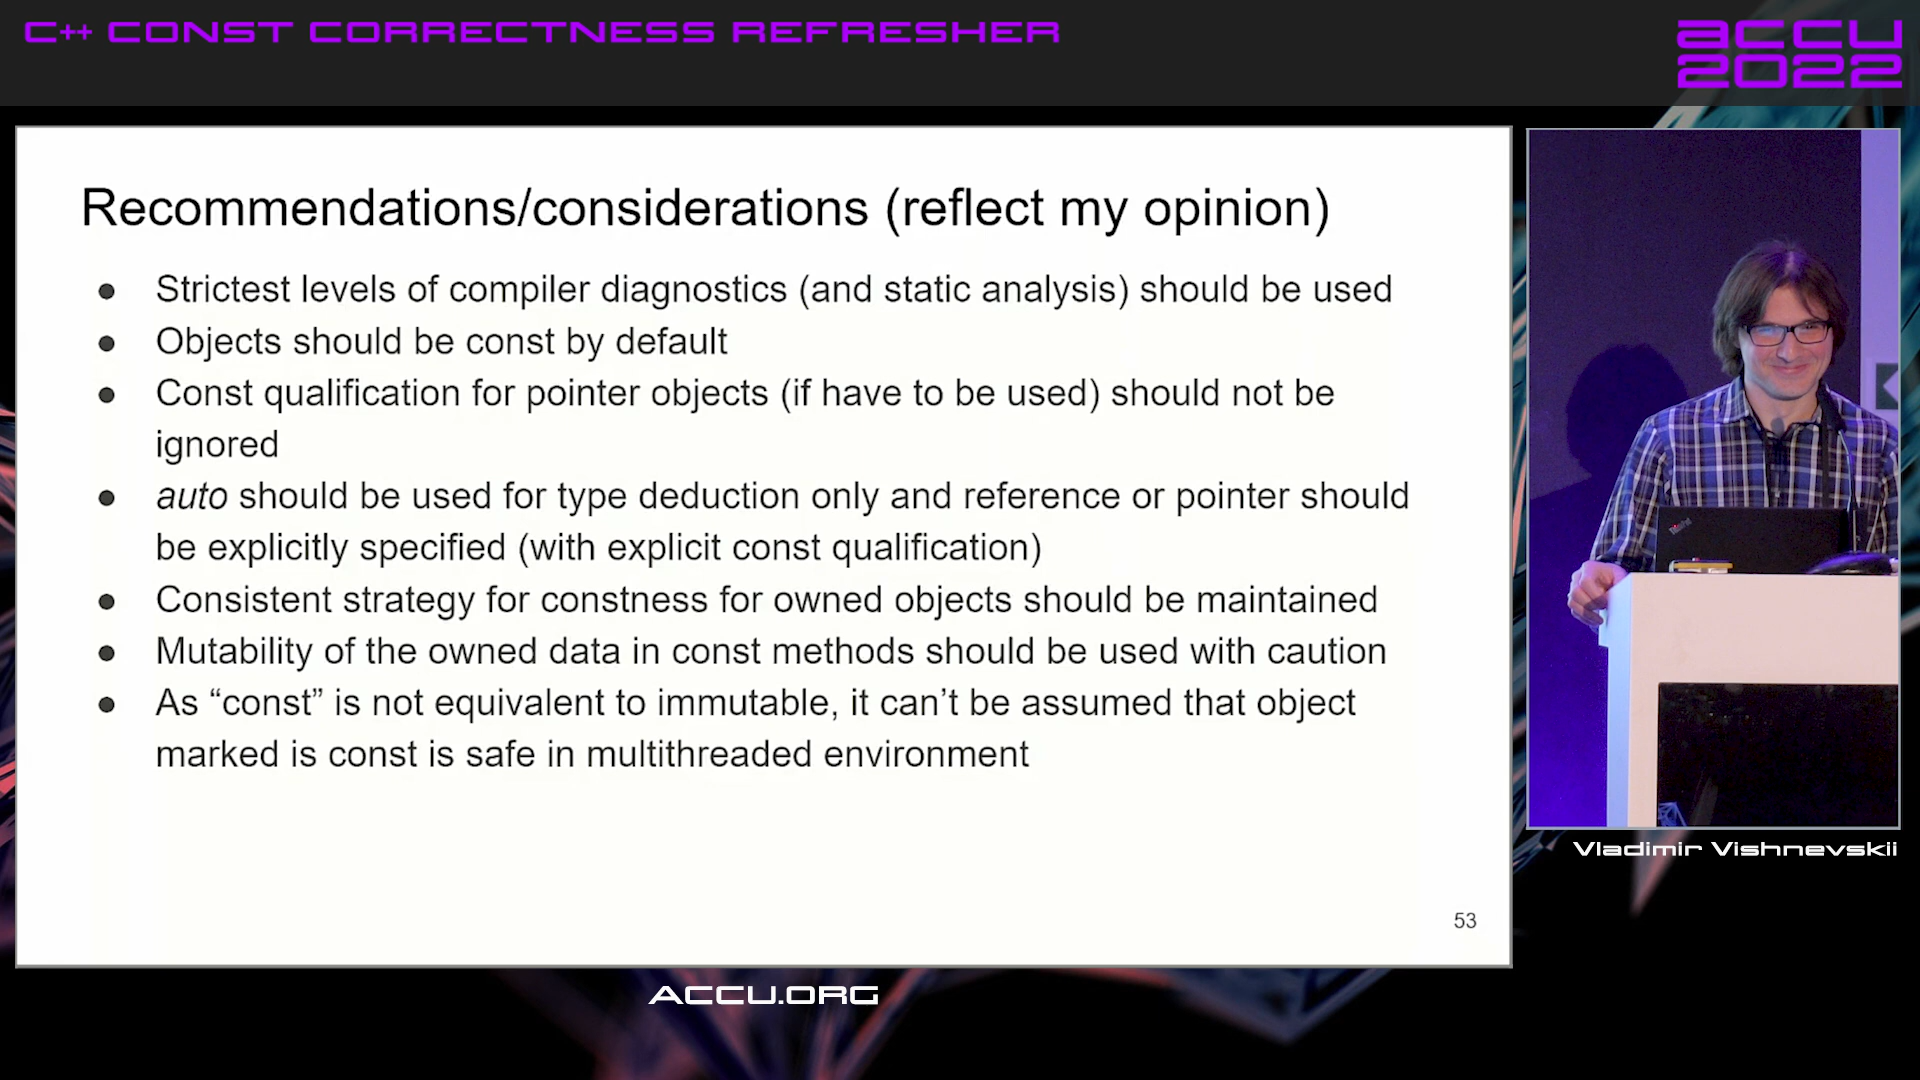 C++ CONST CORRECTNESS REFRESHER
accu
2022
Recommendations/considerations (reflect my opinion)
● Strictest levels of compiler diagnostics (and static analysis) should be used
● Objects should be const by default
● Const qualification for pointer objects (if have to be used) should not be
ignored
● auto should be used for type deduction only and reference or pointer should
be explicitly specified (with explicit const qualification)
● Consistent strategy for constness for owned objects should be maintained
● Mutability of the owned data in const methods should be used with caution
● As “const” is not equivalent to immutable, it can’t be assumed that object
marked is const is safe in multithreaded environment
53
Vladimir Vishnevskii
ACCU.ORG